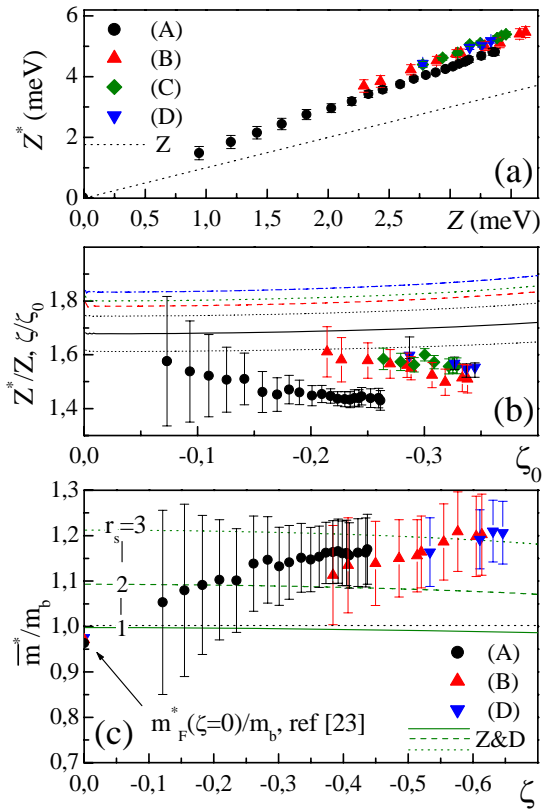 6
4
2
0
Z* (meV)
(A)
(B)
(C)
(D)
Z
(a)
0,0 0,5 1,0 1,5 2,0 2,5 3,0 Z (meV)
1,8
1,6
1,4
Z*/Z, ζ/ζ0
(b)
0,0 -0,1 -0,2 -0,3 ζ0
1,3
1,2
1,1
1,0
0,9
0,8
0,7
m*/mb
rs=3
2
1
m*F(ζ=0)/mb, ref [23]
(A)
(B)
(D)
Z&D
(c)
0,0 -0,1 -0,2 -0,3 -0,4 -0,5 -0,6 ζ